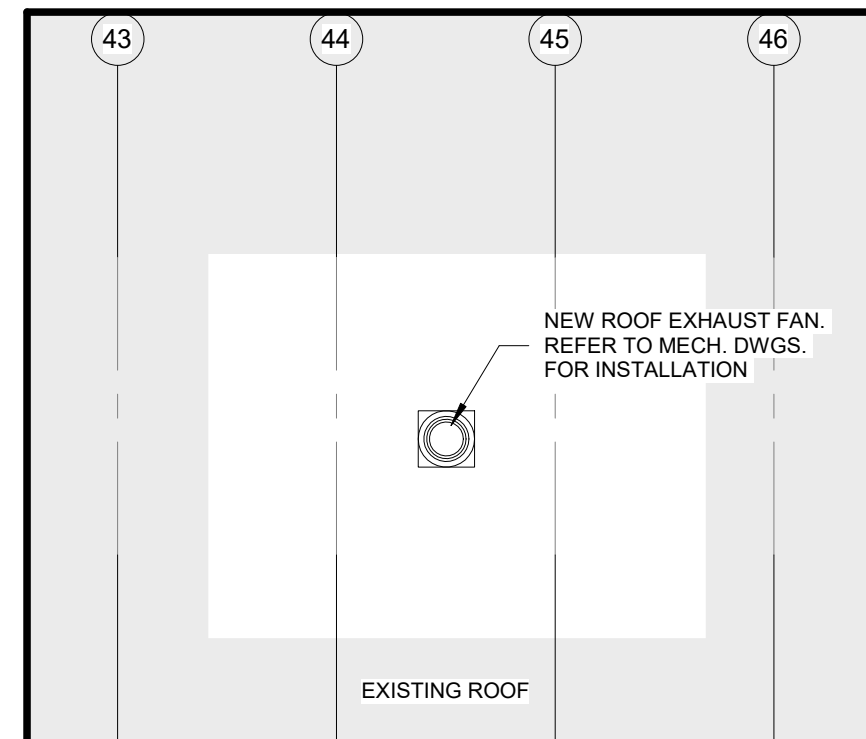 43
44
45
46
NEW ROOF EXHAUST FAN.
REFER TO MECH. DWGS.
FOR INSTALLATION
EXISTING ROOF